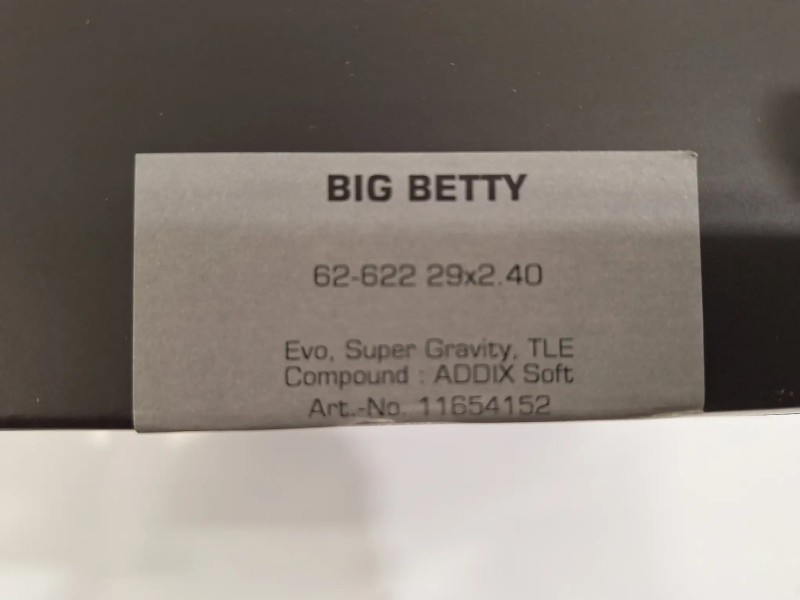 BIG BETTY
62-622 29x2.40
Evo, Super Gravity, TLE
Compound : ADDIX Soft
Art.-No. 11654152